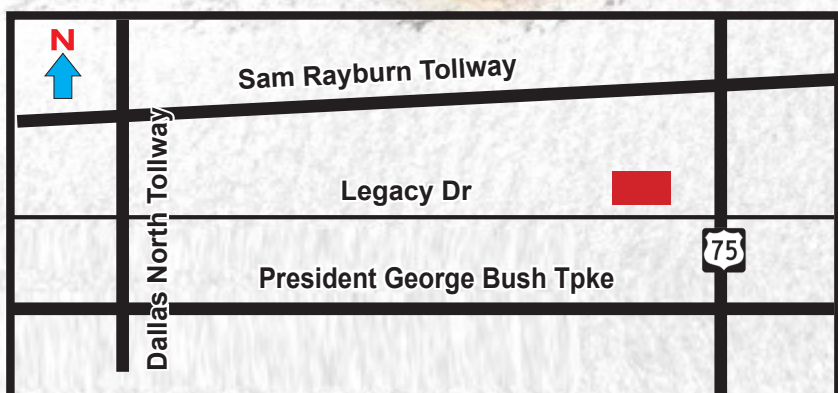 N
Sam Rayburn Tollway
Dallas North Tollway
Legacy Dr
75
President George Bush Tpke